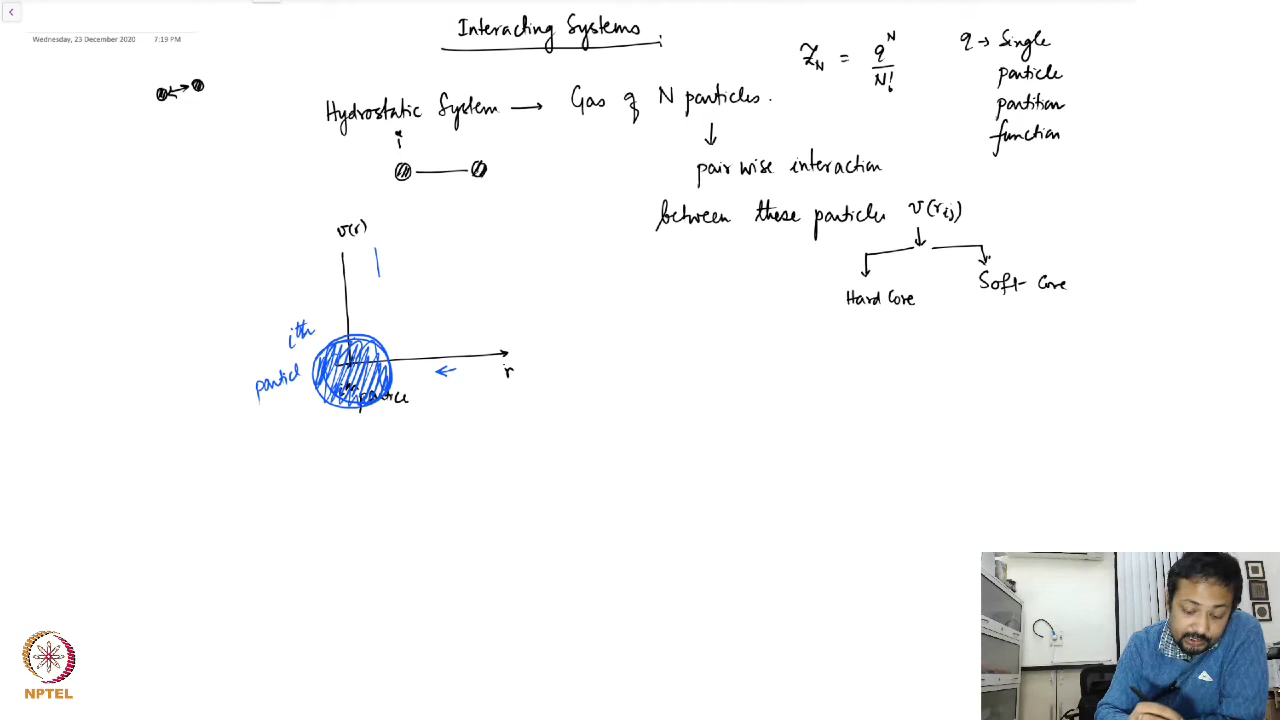 Wednesday, 23 December 2020 7:19 PM
Interacting Systems
Z_N = q^N / N!
q → Single
particle
partition
function
Hydrostatic System → Gas of N particles.
i
pair wise interaction
between these particles v(r_ij)
Hard Core
Soft-Core
v(r)
ith
particl
r
particle
NPTEL